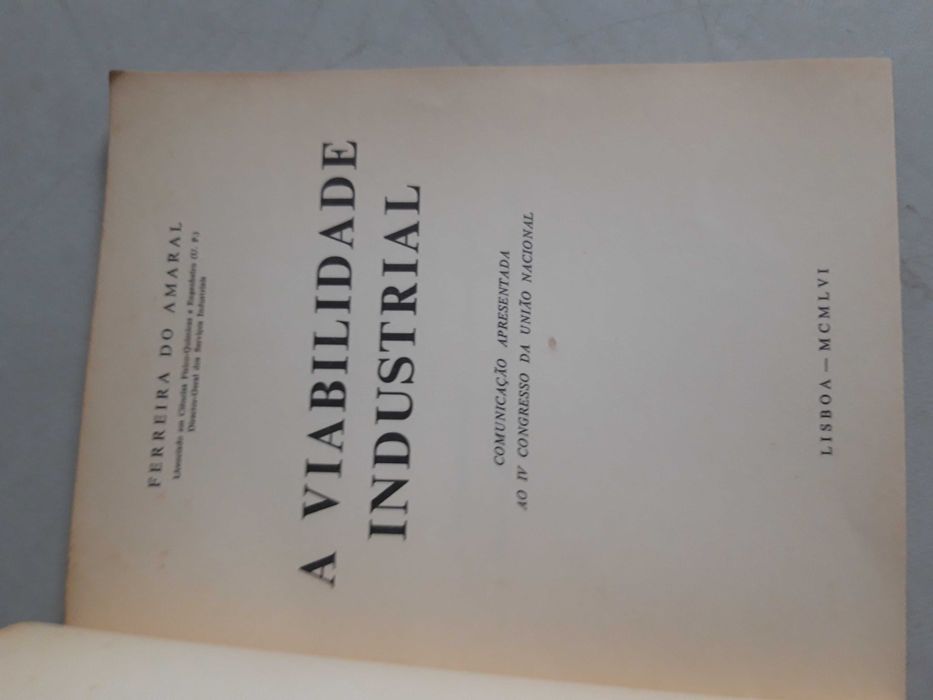 FERREIRA DO AMARAL
Licenciado em Ciências Físico-Químicas e Engenheiro (U. P.)
Director-Geral dos Serviços Industriais
A VIABILIDADE
INDUSTRIAL
COMUNICAÇÃO APRESENTADA
AO IV CONGRESSO DA UNIÃO NACIONAL
LISBOA — MCMLVI